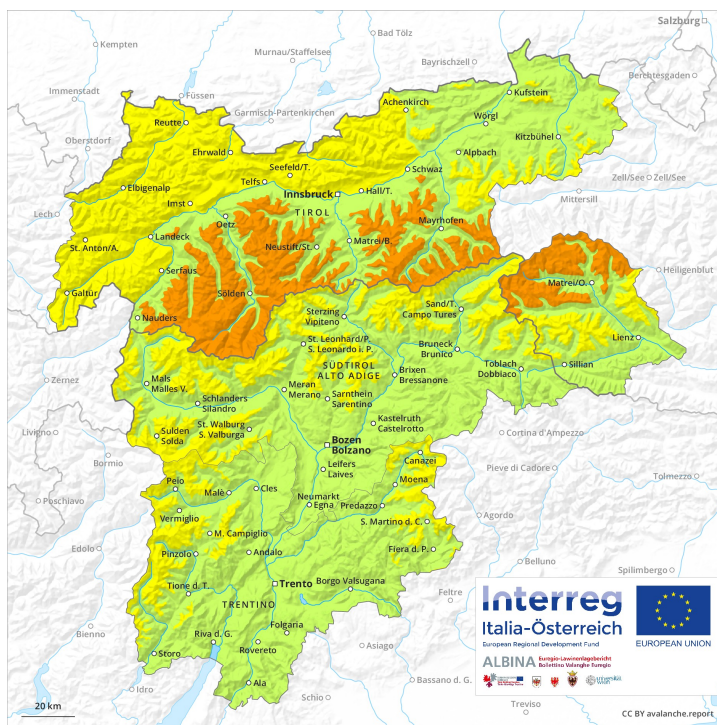 Salzburg
Bad Tölz
Kempten
Murnau/Staffelsee
Bayrischzell
Berchtesgaden
Immenstadt
Füssen
Garmisch-Partenkirchen
Achenkirch
Kufstein
Reutte
Wörgl
Oberstdorf
Ehrwald
Kitzbühel
Seefeld/T.
Alpbach
Telfs
Schwaz
Zell/See
Zell/See
Elbigenalp
Innsbruck
Hall/T.
Mittersill
Imst
Lech
TIROL
Oetz
Mayrhofen
St. Anton/A.
Landeck
Neustift/St.
Matrei/B.
Heiligenblut
Serfaus
Matrei/O.
Galtür
Sölden
Nauders
Sterzing
Vipiteno
Sand/T.
Campo Tures
St. Leonhard/P.
S. Leonardo i. P.
Lienz
Bruneck
Brunico
SÜDTIROL
ALTO ADIGE
Brixen
Bressanone
Toblach
Dobbiaco
Sillian
Zernez
Mals
Malles V.
Meran
Merano
Schlanders
Silandro
Sarnthein
Sarentino
Kastelruth
Castelrotto
St. Walburg
S. Valburga
Sulden
Solda
Livigno
Bozen
Bolzano
Cortina d'Ampezzo
Canazei
Bormio
Leifers
Laives
Pieve di Cadore
Tolmezzo
Peio
Moena
Poschiavo
Malè
Cles
Neumarkt
Egna
Predazzo
Vermiglio
Agordo
S. Martino d. C.
M. Campiglio
Edolo
Pinzolo
Andalo
Fiera d. P.
Belluno
Spilimbergo
Trento
Tione d. T.
Borgo Valsugana
Feltre
TRENTINO
Folgaria
Bienno
Riva d. G.
Rovereto
Asiago
Storo
Bassano d. G.
Idro
Ala
Schio
Treviso
20 km
Interreg
Italia-Österreich
European Regional Development Fund
EUROPEAN UNION
ALBINA
Euregio-Lawinenlagebericht
Bollettino Valanghe Euregio
universität
wien
CC BY avalanche.report